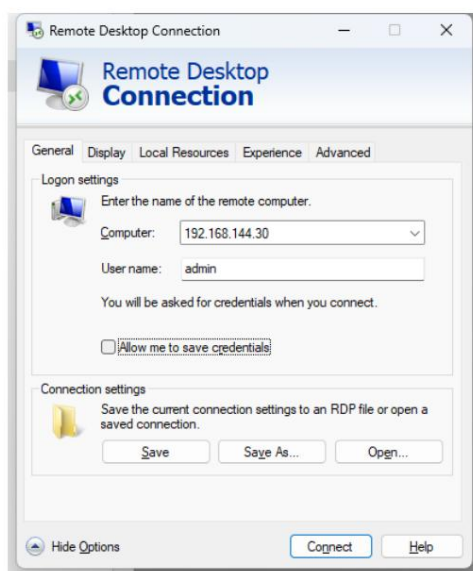 Remote Desktop Connection
Remote Desktop
Connection
General Display Local Resources Experience Advanced
Logon settings
Enter the name of the remote computer.
Computer: 192.168.144.30
User name: admin
You will be asked for credentials when you connect.
Allow me to save credentials
Connection settings
Save the current connection settings to an RDP file or open a
saved connection.
Save Save As... Open...
Hide Options Connect Help